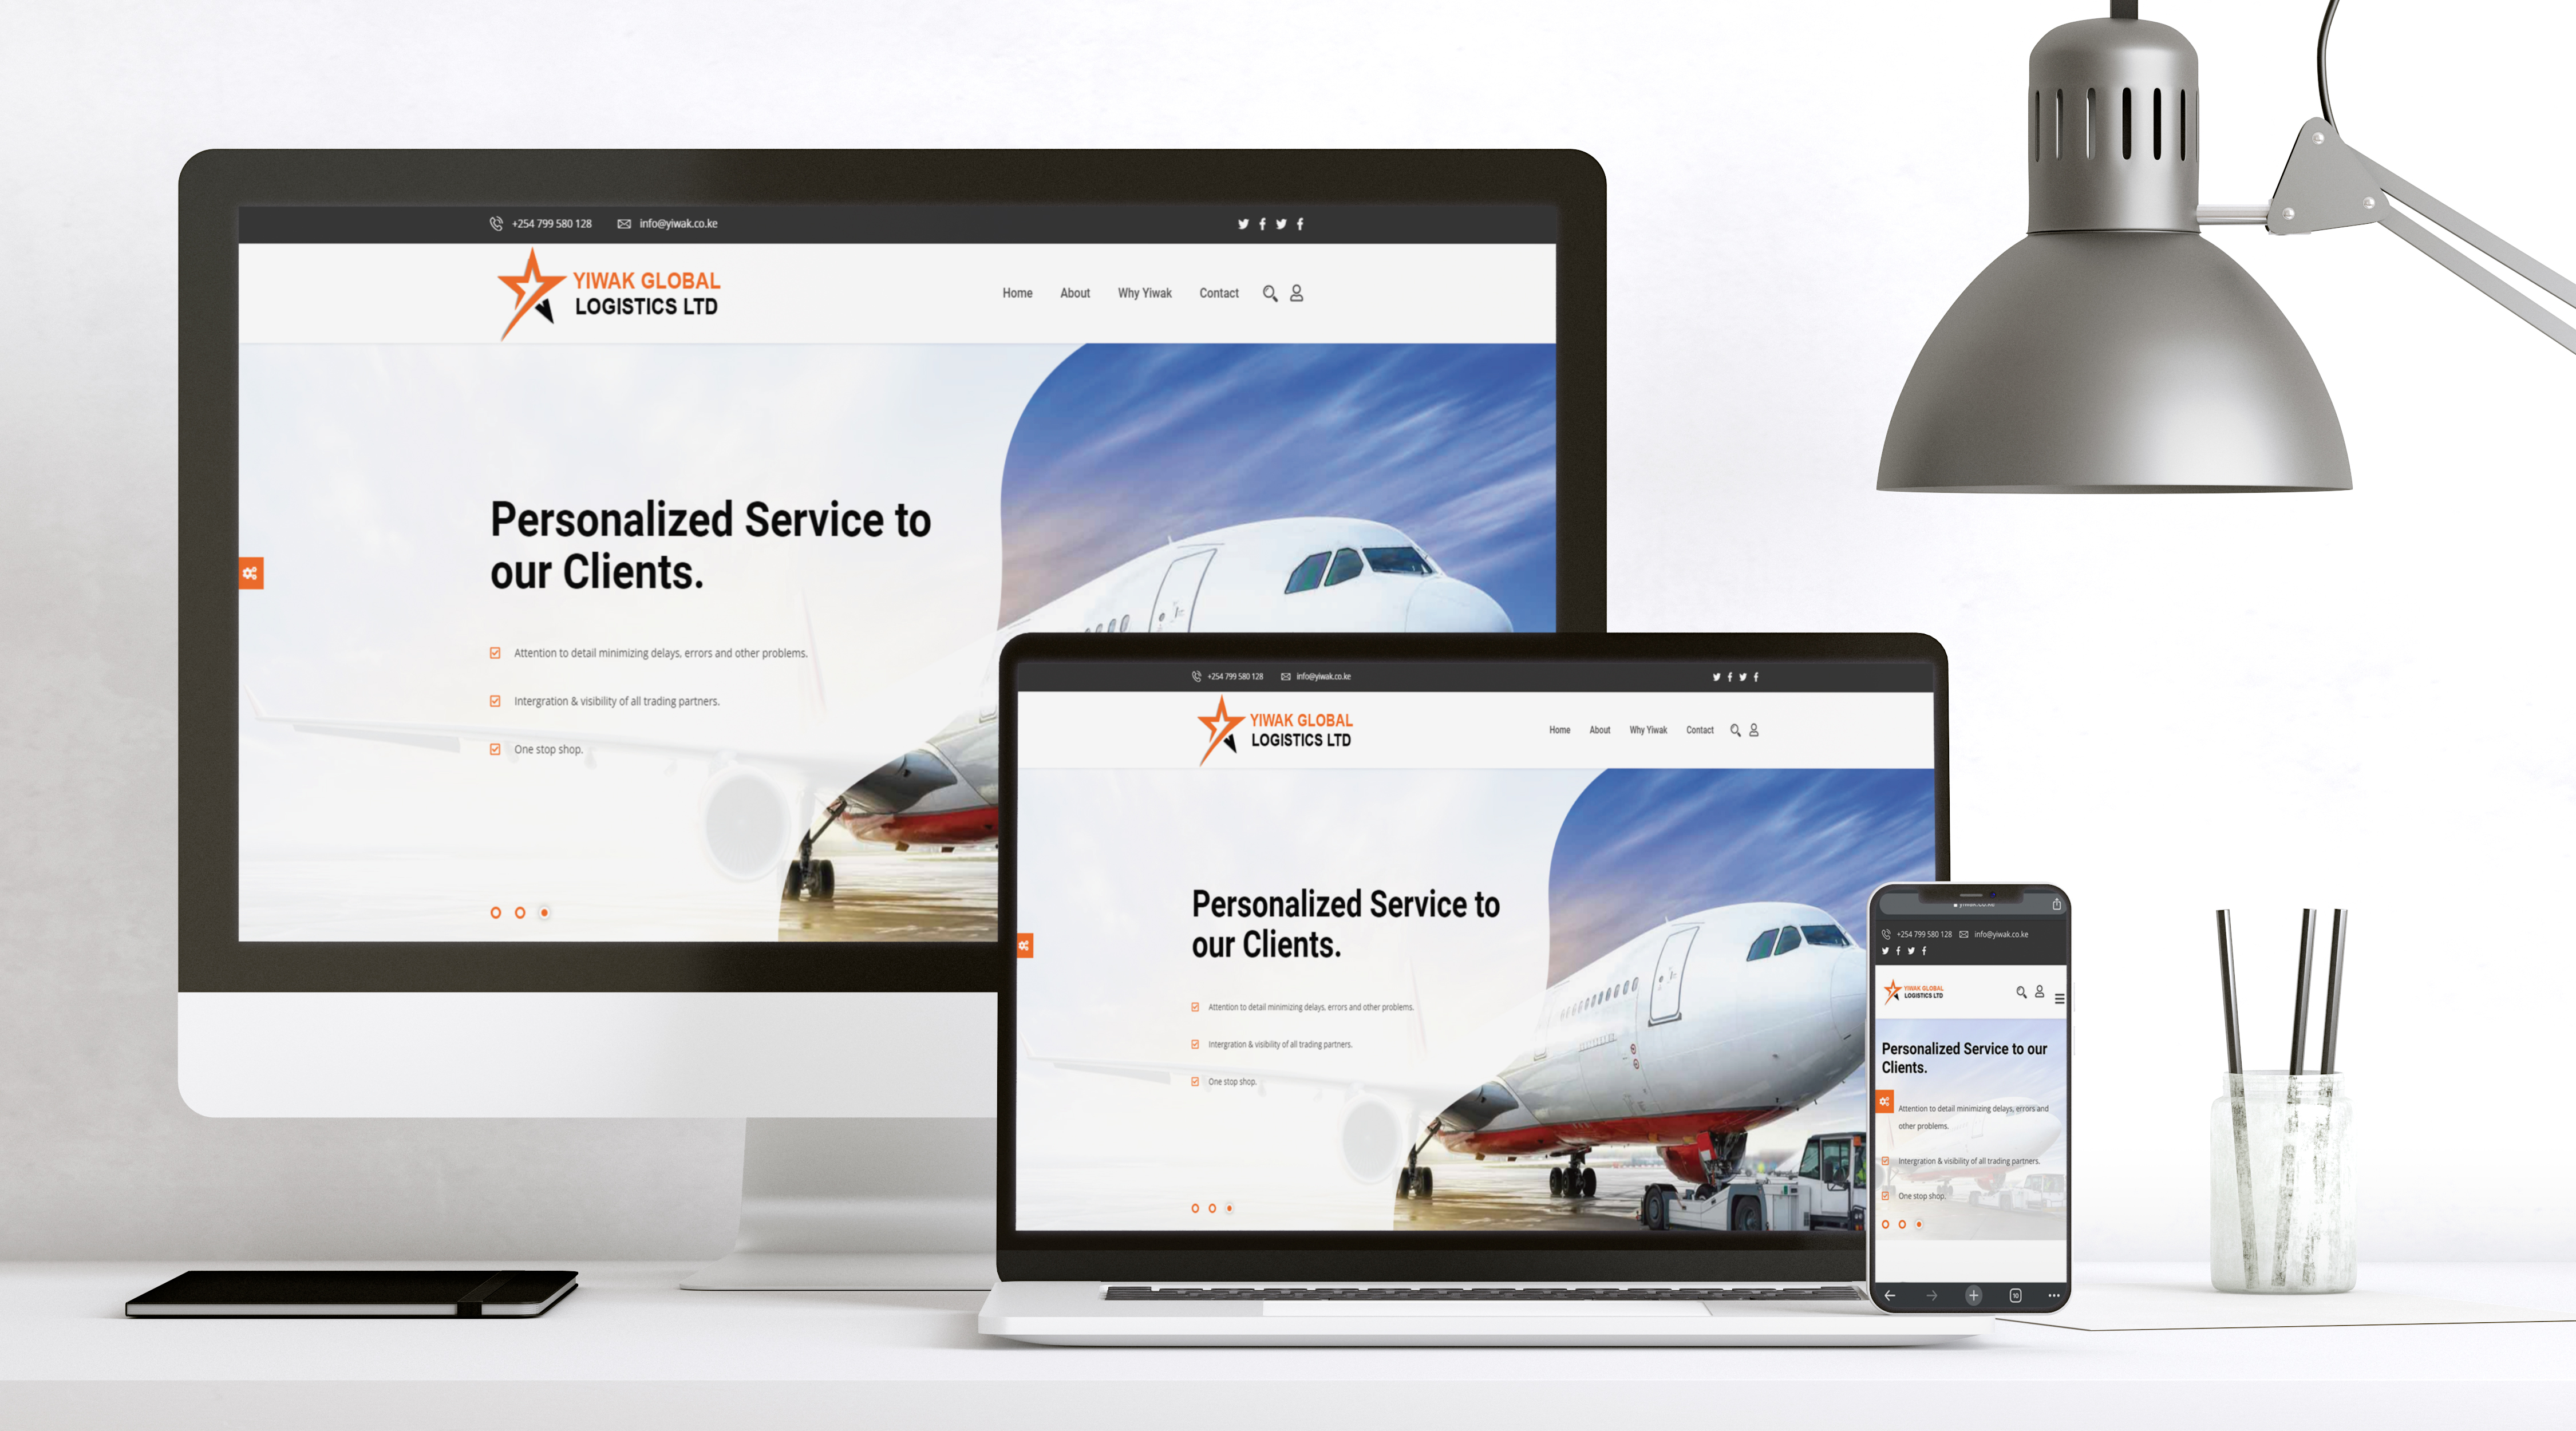 +254 799 580 128 info@yiwak.co.ke
YIWAK GLOBAL
LOGISTICS LTD
Home About Why Yiwak Contact
Personalized Service to
our Clients.
Attention to detail minimizing delays, errors and other problems.
Intergration & visibility of all trading partners.
One stop shop.
+254 799 580 128 info@yiwak.co.ke
YIWAK GLOBAL
LOGISTICS LTD
Home About Why Yiwak Contact
Personalized Service to
our Clients.
Attention to detail minimizing delays, errors and other problems.
Intergration & visibility of all trading partners.
One stop shop.
+254 799 580 128 info@yiwak.co.ke
YIWAK GLOBAL
LOGISTICS LTD
Personalized Service to our
Clients.
Attention to detail minimizing delays, errors and
other problems.
Intergration & visibility of all trading partners.
One stop shop.
10